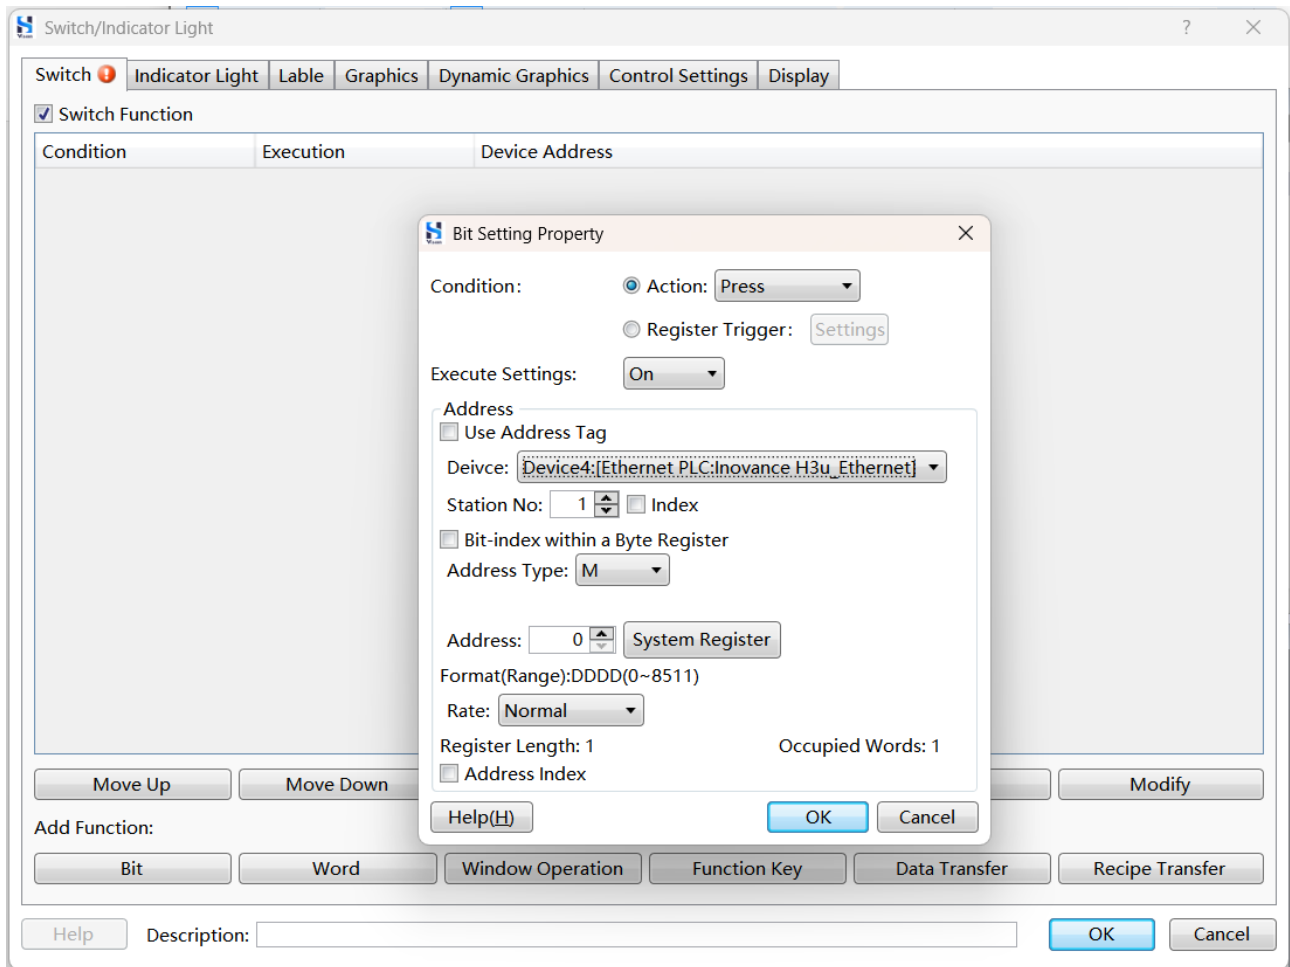 Switch/Indicator Light ?
Switch Indicator Light Lable Graphics Dynamic Graphics Control Settings Display
Switch Function
Condition Execution Device Address
Bit Setting Property
Condition: Action: Press
Register Trigger: Settings
Execute Settings: On
Address
Use Address Tag
Deivce: Device4:[Ethernet PLC:Inovance H3u_Ethernet]
Station No: 1 Index
Bit-index within a Byte Register
Address Type: M
Address: 0 System Register
Format(Range):DDDD(0~8511)
Rate: Normal
Register Length: 1 Occupied Words: 1
Address Index
Help(H) OK Cancel
Move Up Move Down Modify
Add Function:
Bit Word Window Operation Function Key Data Transfer Recipe Transfer
Help Description: OK Cancel